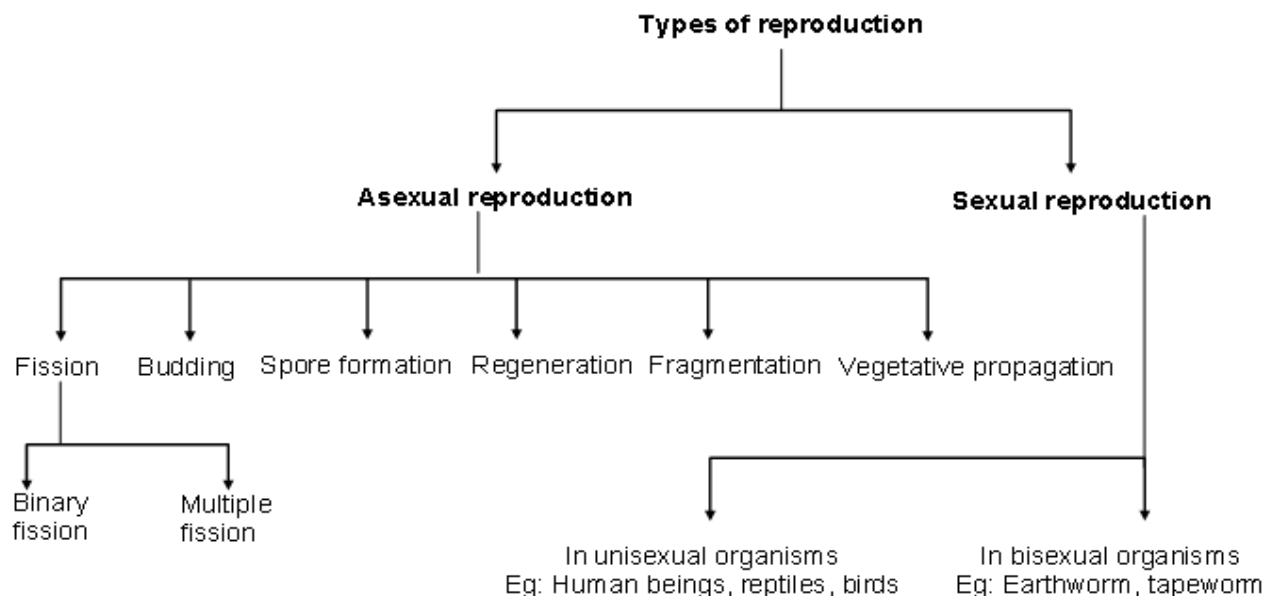 Types of reproduction
Asexual reproduction
Sexual reproduction
Fission
Budding
Spore formation
Regeneration
Fragmentation
Vegetative propagation
Binary
fission
Multiple
fission
In unisexual organisms
Eg: Human beings, reptiles, birds
In bisexual organisms
Eg: Earthworm, tapeworm